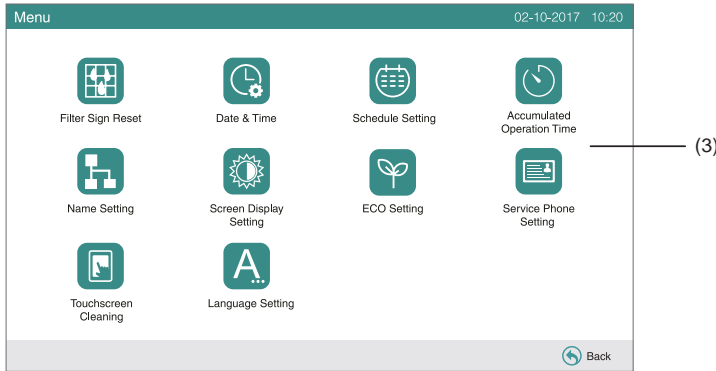 Menu
02-10-2017 10:20
Filter Sign Reset
Date & Time
Schedule Setting
Accumulated
Operation Time
(3)
Name Setting
Screen Display
Setting
ECO Setting
Service Phone
Setting
A...
Touchscreen
Cleaning
Language Setting
Back